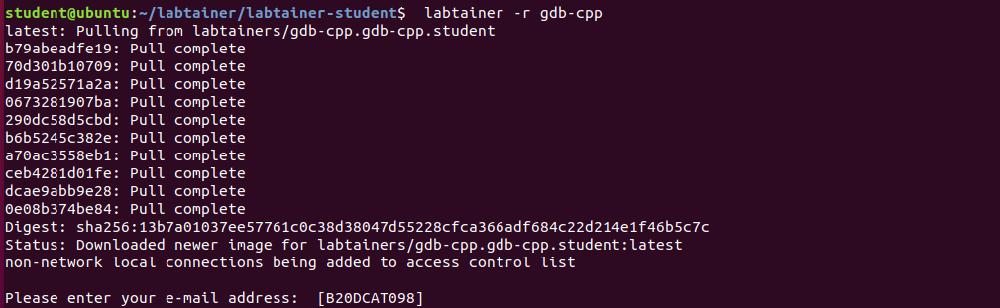 student@ubuntu:~/labtainer/labtainer-student$  labtainer -r gdb-cpp
latest: Pulling from labtainers/gdb-cpp.gdb-cpp.student
b79abeadfe19: Pull complete
70d301b10709: Pull complete
d19a52571a2a: Pull complete
0673281907ba: Pull complete
290dc58d5cbd: Pull complete
b6b5245c382e: Pull complete
a70ac3558eb1: Pull complete
ceb4281d01fe: Pull complete
dcae9abb9e28: Pull complete
0e08b374be84: Pull complete
Digest: sha256:13b7a01037ee57761c0c38d38047d55228cfca366adf684c22d214e1f46b5c7c
Status: Downloaded newer image for labtainers/gdb-cpp.gdb-cpp.student:latest
non-network local connections being added to access control list
Please enter your e-mail address:  [B20DCAT098]